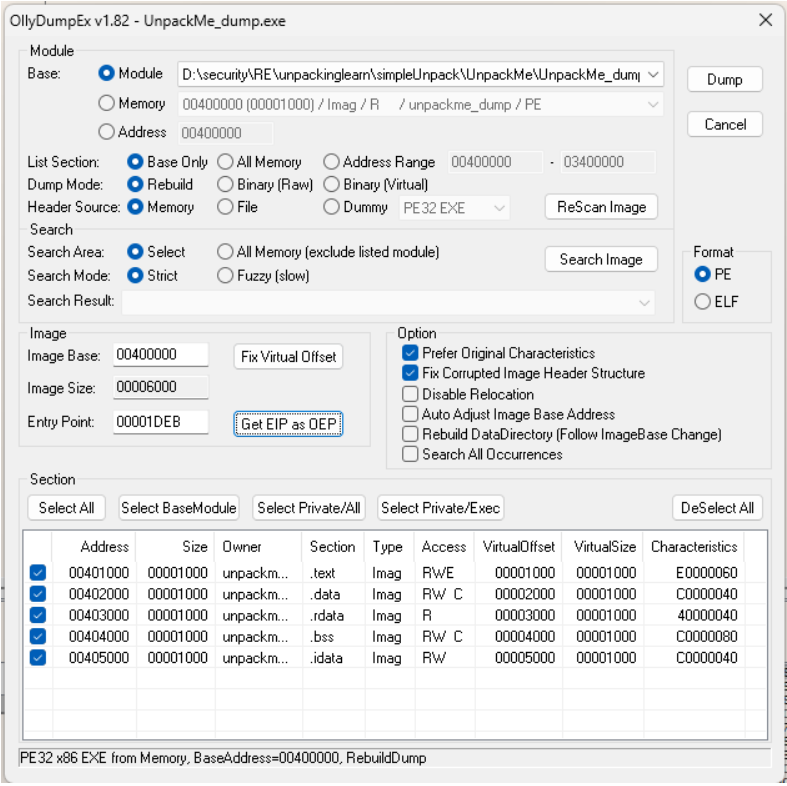 OllyDumpEx v1.82 - UnpackMe_dump.exe
Module
Base: Module D:\security\RE\unpackinglearn\simpleUnpack\UnpackMe\UnpackMe_dum
Memory 00400000 (00001000) / Imag / R / unpackme_dump / PE
Address 00400000
Dump
Cancel
List Section: Base Only All Memory Address Range 00400000 - 03400000
Dump Mode: Rebuild Binary (Raw) Binary (Virtual)
Header Source: Memory File Dummy PE32 EXE ReScan Image
Search
Search Area: Select All Memory (exclude listed module)
Search Mode: Strict Fuzzy (slow)
Search Image
Search Result:
Format
PE
ELF
Image
Image Base: 00400000 Fix Virtual Offset
Image Size: 00006000
Entry Point: 00001DEB Get EIP as OEP
Option
Prefer Original Characteristics
Fix Corrupted Image Header Structure
Disable Relocation
Auto Adjust Image Base Address
Rebuild DataDirectory (Follow ImageBase Change)
Search All Occurrences
Section
Select All Select BaseModule Select Private/All Select Private/Exec DeSelect All
Address Size Owner Section Type Access VirtualOffset VirtualSize Characteristics
00401000 00001000 unpackm... .text Imag RWE 00001000 00001000 E0000060
00402000 00001000 unpackm... .data Imag RW C 00002000 00001000 C0000040
00403000 00001000 unpackm... .rdata Imag R 00003000 00001000 40000040
00404000 00001000 unpackm... .bss Imag RW C 00004000 00001000 C0000080
00405000 00001000 unpackm... .idata Imag RW 00005000 00001000 C0000040
PE32 x86 EXE from Memory, BaseAddress=00400000, RebuildDump